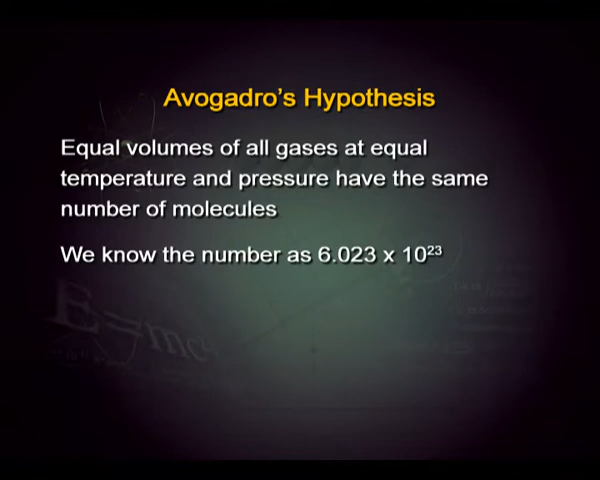 Avogadro's Hypothesis
Equal volumes of all gases at equal
temperature and pressure have the same
number of molecules
We know the number as 6.023 x 10²³
E=mc